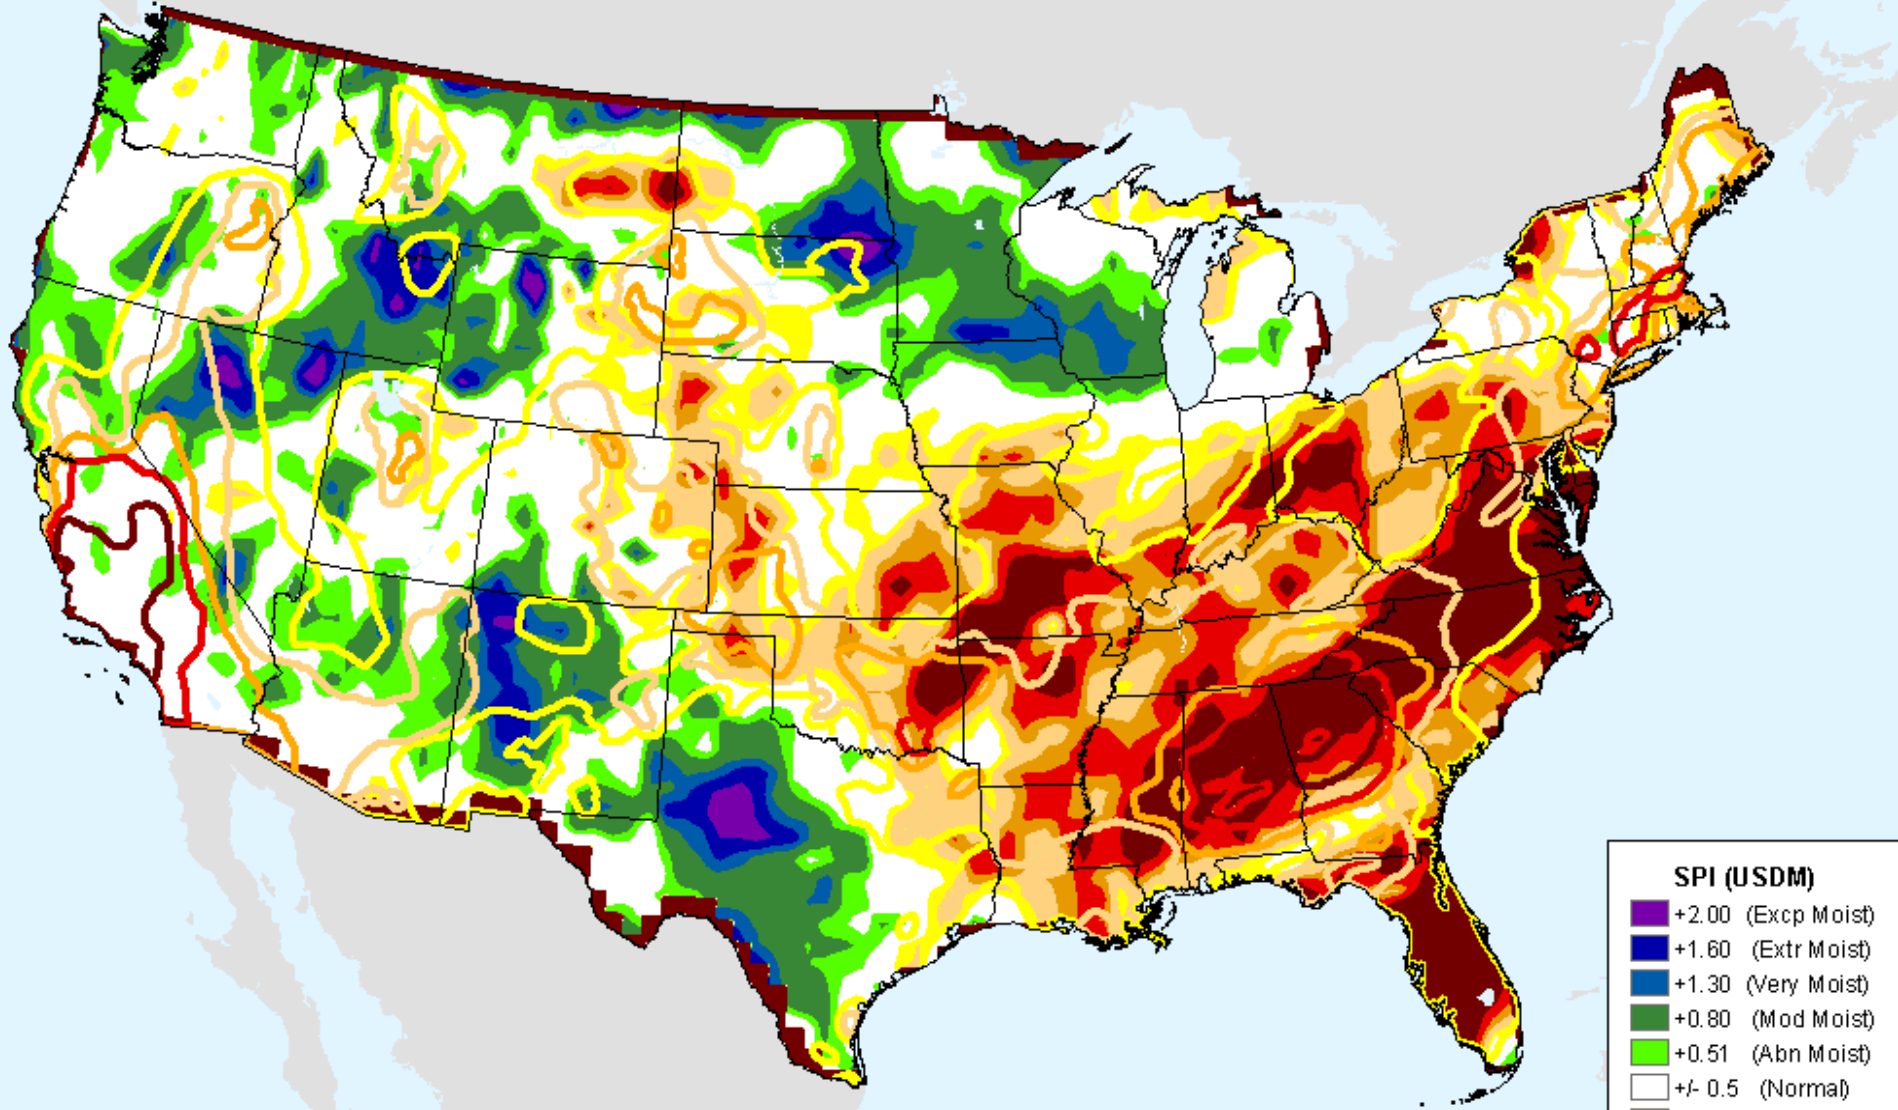 SPI (USDM)
+2.00 (Excp Moist)
+1.60 (Extr Moist)
+1.30 (Very Moist)
+0.80 (Mod Moist)
+0.51 (Abn Moist)
+/- 0.5 (Normal)